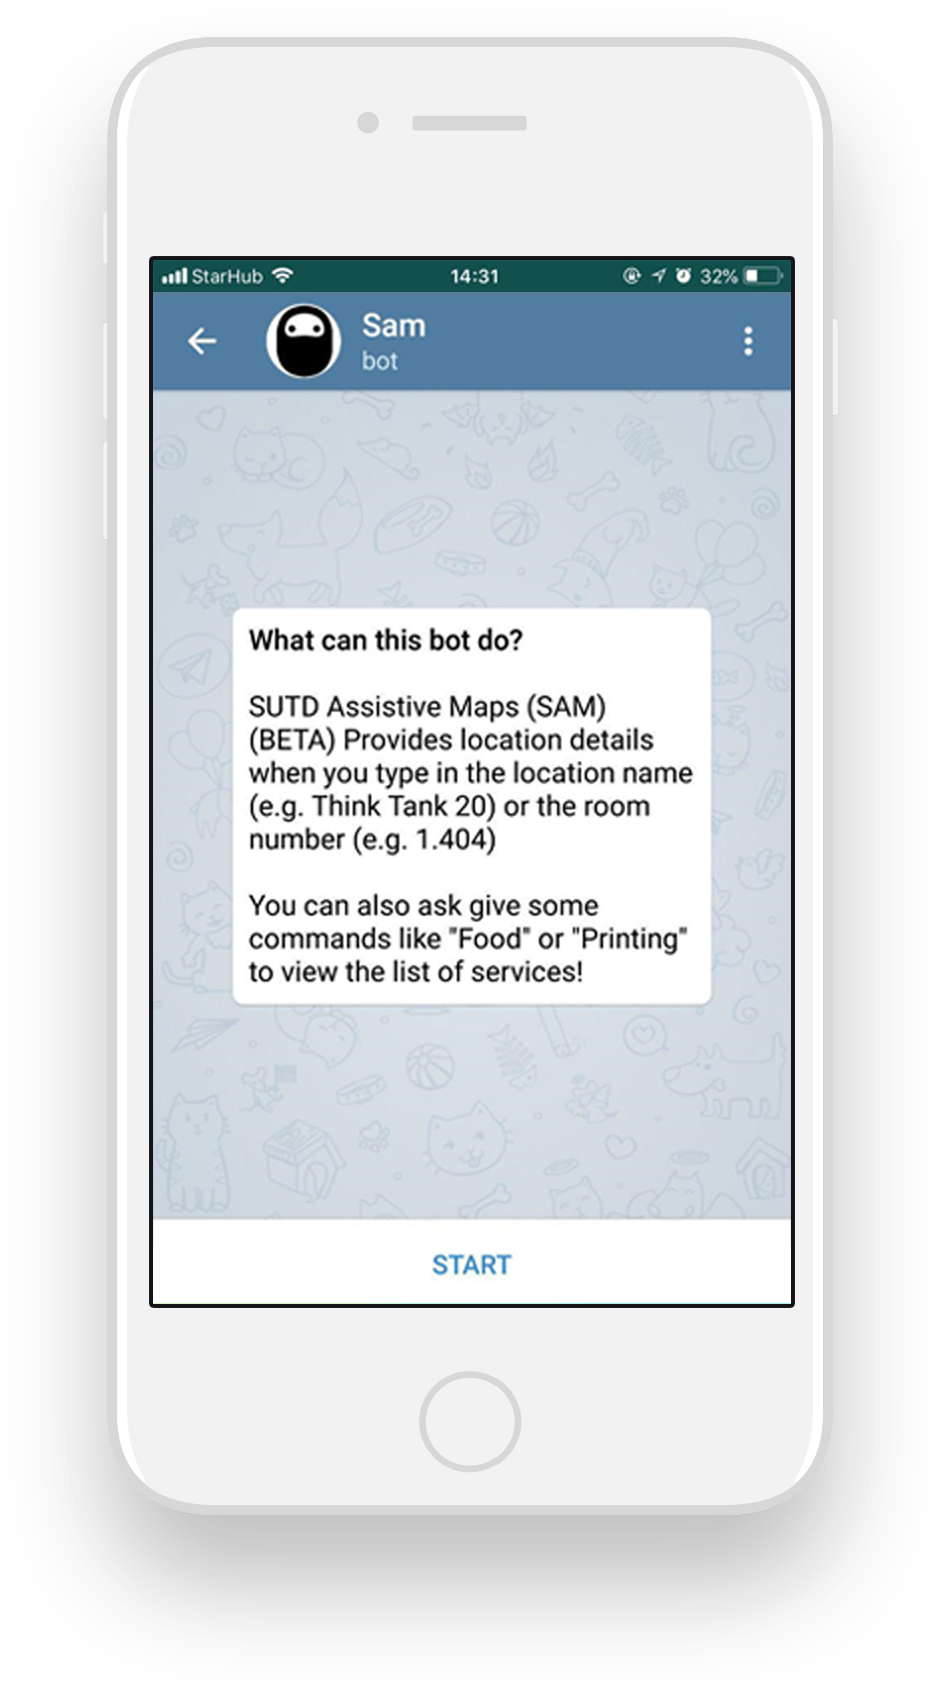 StarHub 14:31 32%
Sam
bot
What can this bot do?
SUTD Assistive Maps (SAM)
(BETA) Provides location details
when you type in the location name
(e.g. Think Tank 20) or the room
number (e.g. 1.404)
You can also ask give some
commands like "Food" or "Printing"
to view the list of services!
START